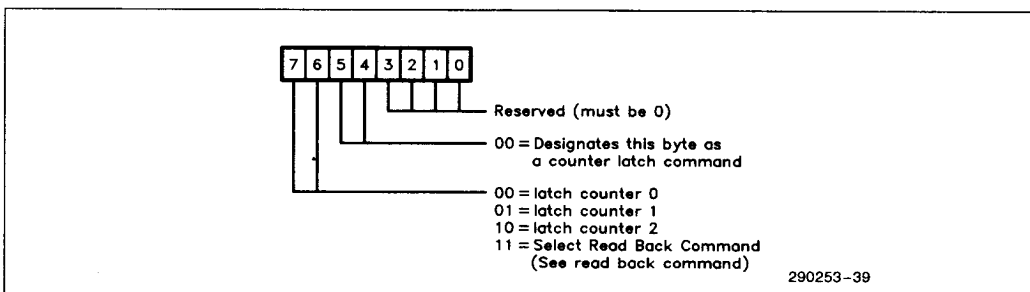 7 6 5 4 3 2 1 0
Reserved (must be 0)
00 = Designates this byte as
a counter latch command
00 = latch counter 0
01 = latch counter 1
10 = latch counter 2
11 = Select Read Back Command
(See read back command)
290253-39